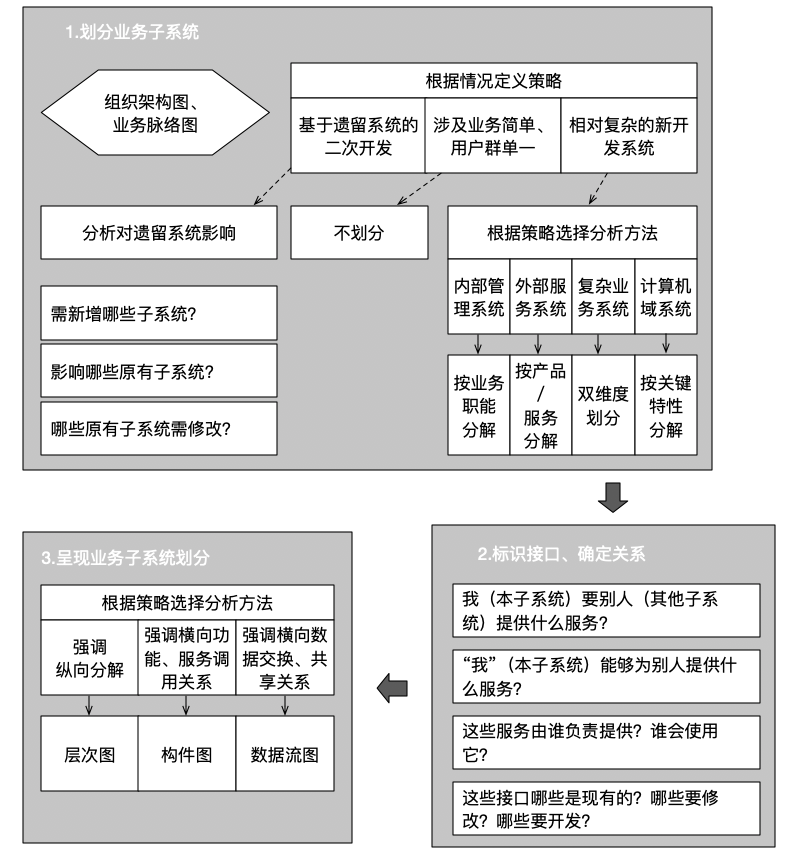 1.划分业务子系统
组织架构图、
业务脉络图
根据情况定义策略
基于遗留系统的
二次开发
涉及业务简单、
用户群单一
相对复杂的新开
发系统
分析对遗留系统影响
不划分
根据策略选择分析方法
内部管
理系统
外部服
务系统
复杂业
务系统
计算机
域系统
需新增哪些子系统？
影响哪些原有子系统？
哪些原有子系统需修改？
按业务
职能
分解
按产品
/
服务
分解
双维度
划分
按关键
特性
分解
2.标识接口、确定关系
我（本子系统）要别人（其他子系
统）提供什么服务？
“我”（本子系统）能够为别人提供什
么服务？
这些服务由谁负责提供？谁会使用
它？
这些接口哪些是现有的？哪些要修
改？哪些要开发？
3.呈现业务子系统划分
根据策略选择分析方法
强调
纵向分解
强调横向功
能、服务调
用关系
强调横向数
据交换、共
享关系
层次图
构件图
数据流图